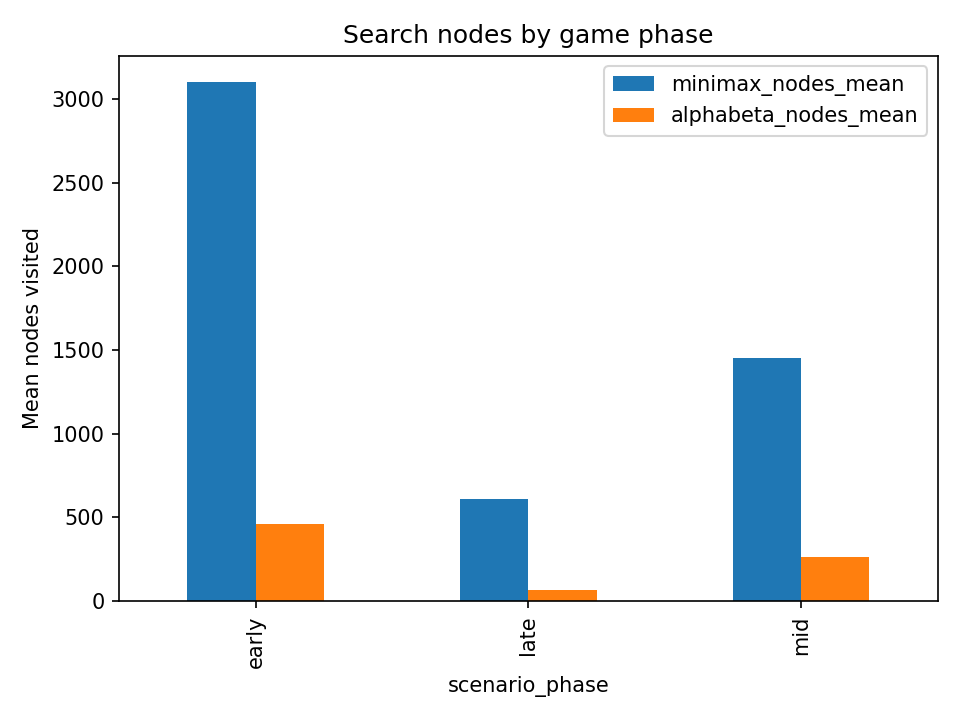 Search nodes by game phase
minimax_nodes_mean
alphabeta_nodes_mean
Mean nodes visited
3000
2500
2000
1500
1000
500
0
early
late
mid
scenario_phase